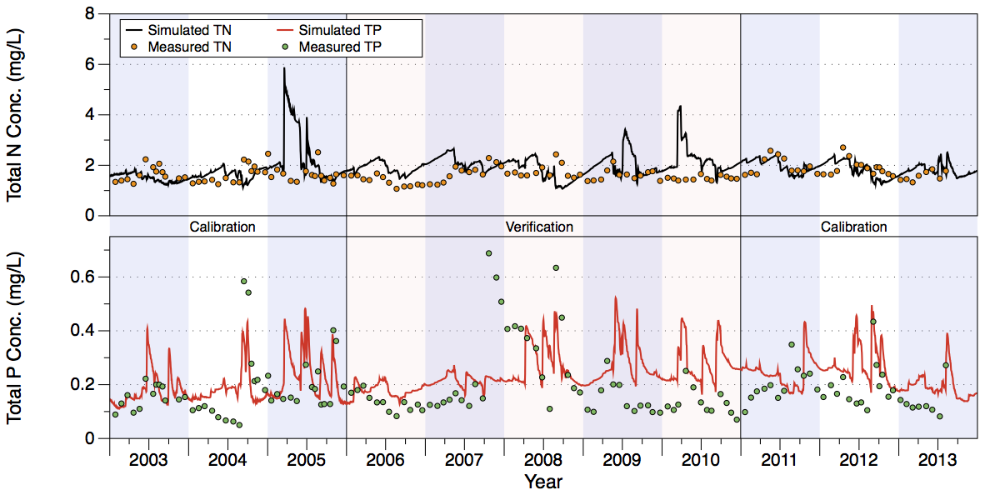 8
6
4
2
0
Total N Conc. (mg/L)
Simulated TN
Simulated TP
Measured TN
Measured TP
Calibration
Verification
Calibration
0.6
0.4
0.2
0
Total P Conc. (mg/L)
2003 2004 2005 2006 2007 2008 2009 2010 2011 2012 2013
Year